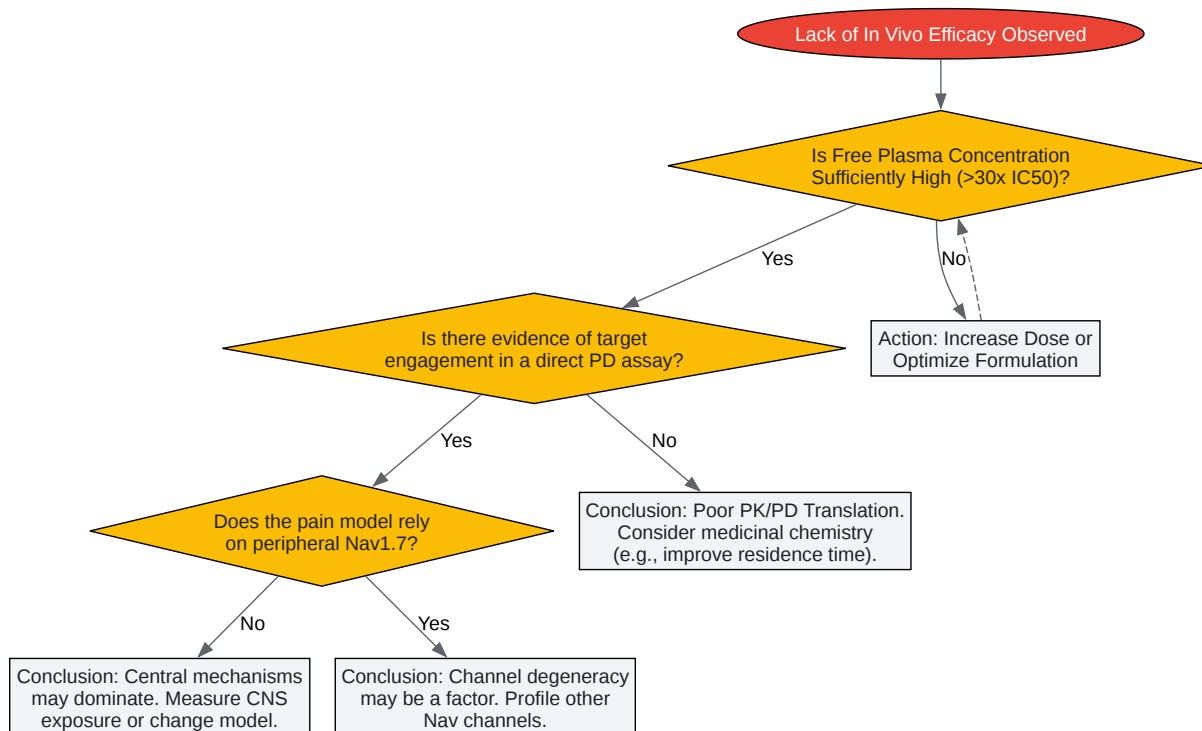 Lack of In Vivo Efficacy Observed
Is Free Plasma Concentration
Sufficiently High (>30x IC50)?
Yes
No
Is there evidence of target
engagement in a direct PD assay?
Action: Increase Dose or
Optimize Formulation
Yes
No
Does the pain model rely
on peripheral Nav1.7?
Conclusion: Poor PK/PD Translation.
Consider medicinal chemistry
(e.g., improve residence time).
No
Yes
Conclusion: Central mechanisms
may dominate. Measure CNS
exposure or change model.
Conclusion: Channel degeneracy
may be a factor. Profile other
Nav channels.